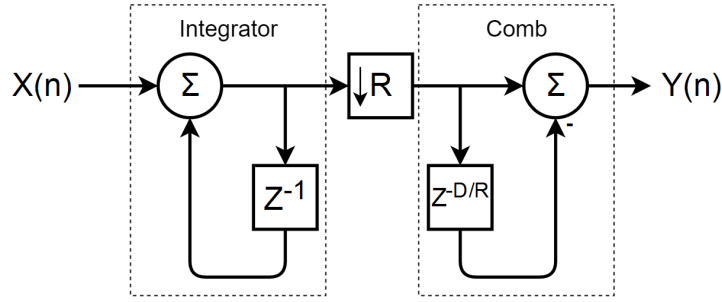 Integrator
Comb
X(n)
Σ
↓R
Σ
Y(n)
-
Z⁻¹
Z⁻ᴰ/ᴿ